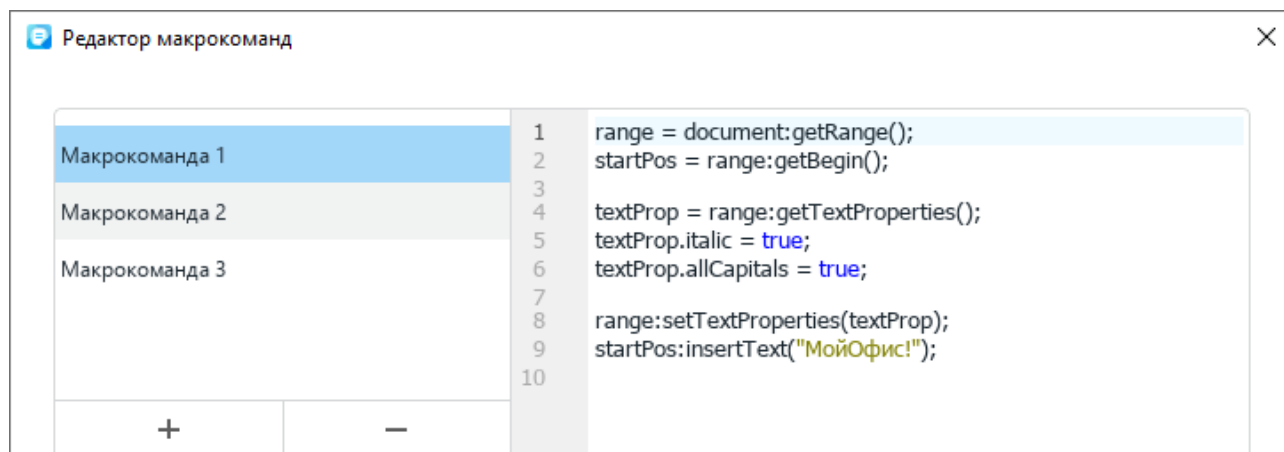 Редактор макрокоманд
Макрокоманда 1
Макрокоманда 2
Макрокоманда 3
+ −
1 range = document:getRange();
2 startPos = range:getBegin();
3
4 textProp = range:getTextProperties();
5 textProp.italic = true;
6 textProp.allCapitals = true;
7
8 range:setTextProperties(textProp);
9 startPos:insertText("МойОфис!");
10